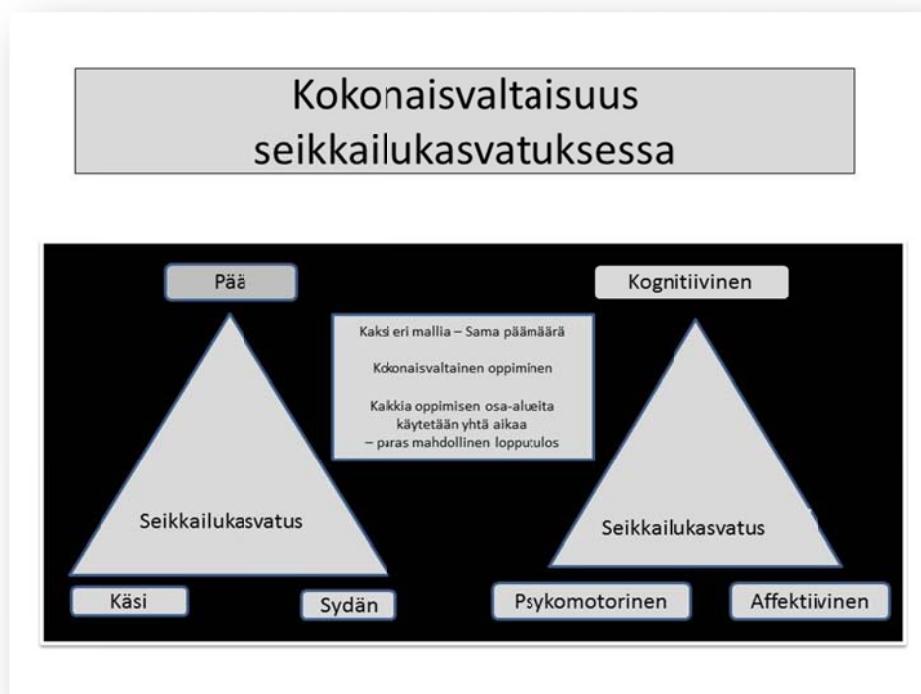 Kokonaisvaltaisuus
seikkailukasvatuksessa
Pää
Kognitiivinen
Kaksi eri mallia – Sama päämäärä
Kokonaisvaltainen oppiminen
Kakkia oppimisen osa-alueita
käytetään yhtä aikaa
– paras mahdollinen lopputulos
Seikkailukasvatus
Seikkailukasvatus
Käsi
Sydän
Psykomotorinen
Affektiivinen